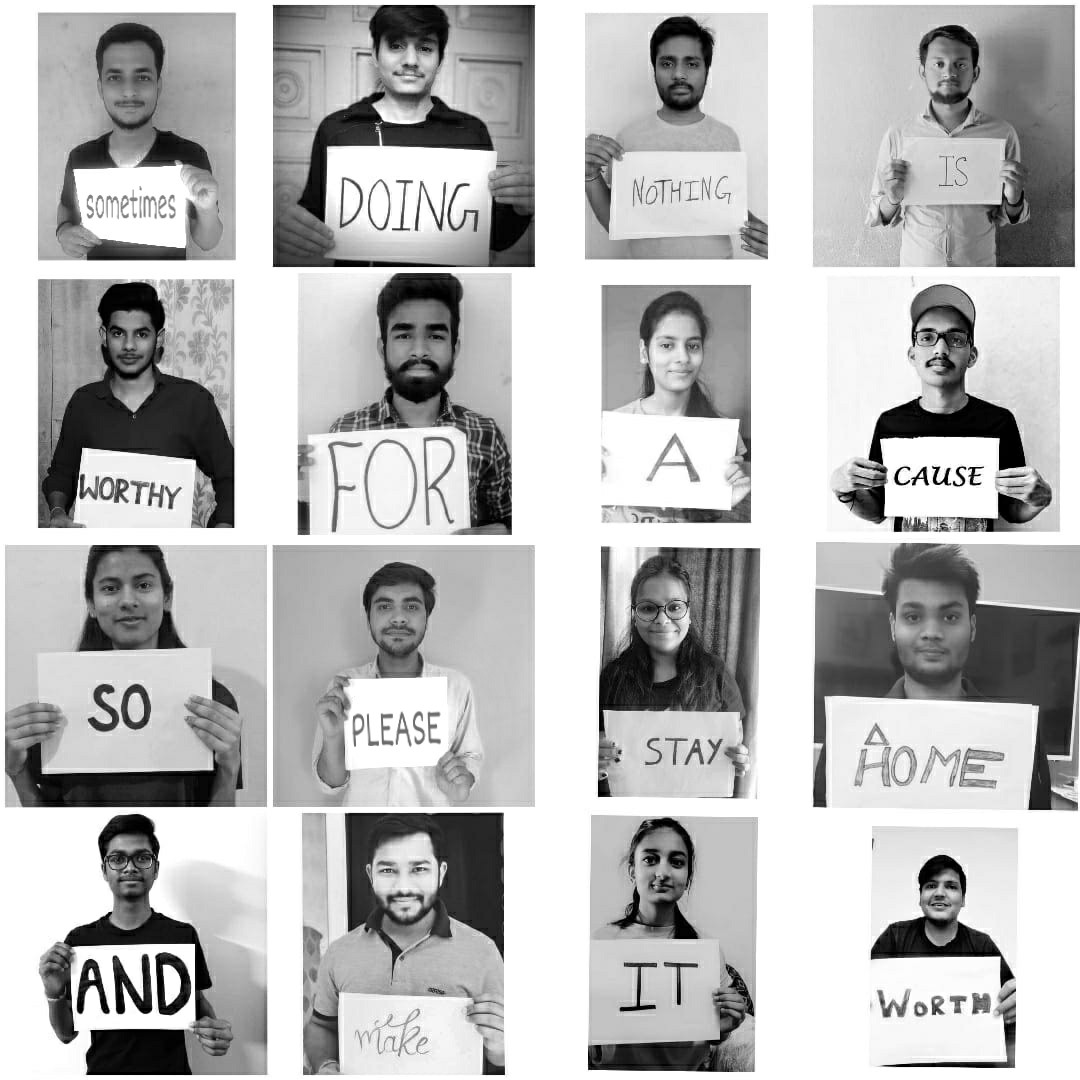 sometimes
DOING
NOTHING
IS
WORTHY
FOR
A
CAUSE
SO
PLEASE
STAY
HOME
AND
make
IT
WORTH